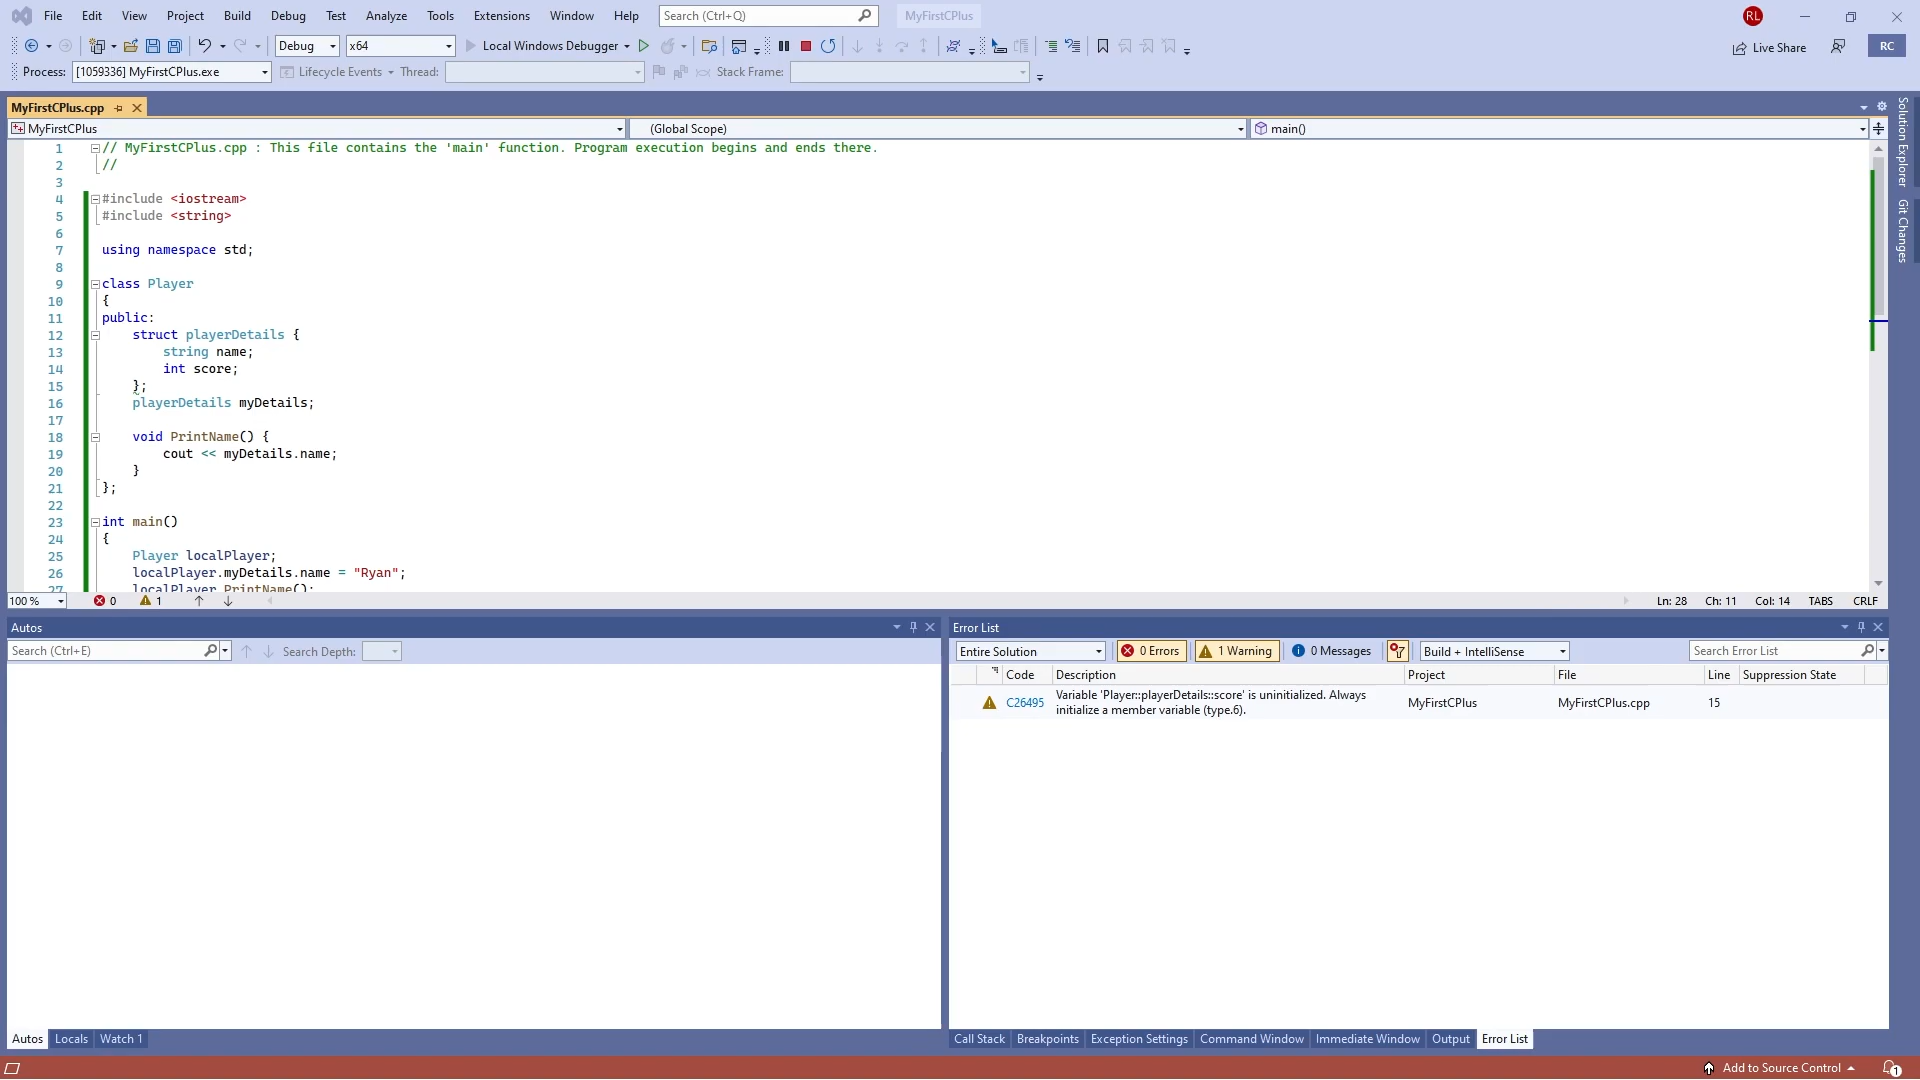 File Edit View Project Build Debug Test Analyze Tools Extensions Window Help Search (Ctrl+Q) MyFirstCPlus RL
Debug x64 Local Windows Debugger Live Share RC
Process: [1059336] MyFirstCPlus.exe Lifecycle Events Thread: Stack Frame:
MyFirstCPlus.cpp
MyFirstCPlus (Global Scope) main()
1 // MyFirstCPlus.cpp : This file contains the 'main' function. Program execution begins and ends there.
2 //
3
4 #include <iostream>
5 #include <string>
6
7 using namespace std;
8
9 class Player
10 {
11 public:
12 struct playerDetails {
13 string name;
14 int score;
15 };
16 playerDetails myDetails;
17
18 void PrintName() {
19 cout << myDetails.name;
20 }
21 };
22
23 int main()
24 {
25 Player localPlayer;
26 localPlayer.myDetails.name = "Ryan";
27 localPlayer.PrintName();
100 % 0 1 Ln: 28 Ch: 11 Col: 14 TABS CRLF
Solution Explorer
Git Changes
Autos
Search (Ctrl+E) Search Depth:
Autos Locals Watch 1
Error List
Entire Solution 0 Errors 1 Warning 0 Messages Build + IntelliSense Search Error List
Code Description Project File Line Suppression State
C26495 Variable 'Player::playerDetails::score' is uninitialized. Always MyFirstCPlus MyFirstCPlus.cpp 15
initialize a member variable (type.6).
Call Stack Breakpoints Exception Settings Command Window Immediate Window Output Error List
Add to Source Control 1